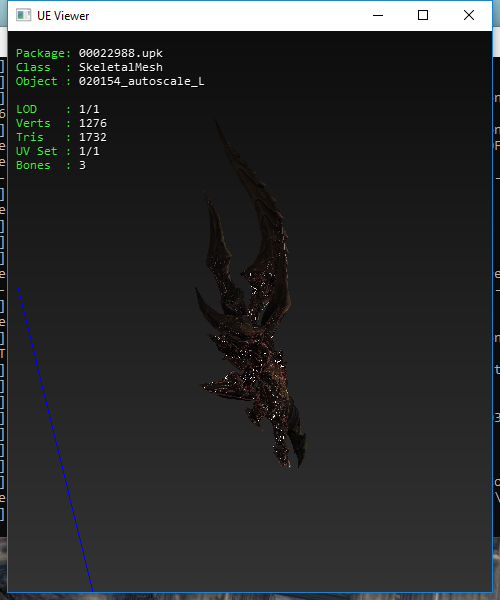 UE Viewer
Package: 00022988.upk
Class : SkeletalMesh
Object : 020154_autoscale_L
LOD : 1/1
Verts : 1276
Tris : 1732
UV Set : 1/1
Bones : 3